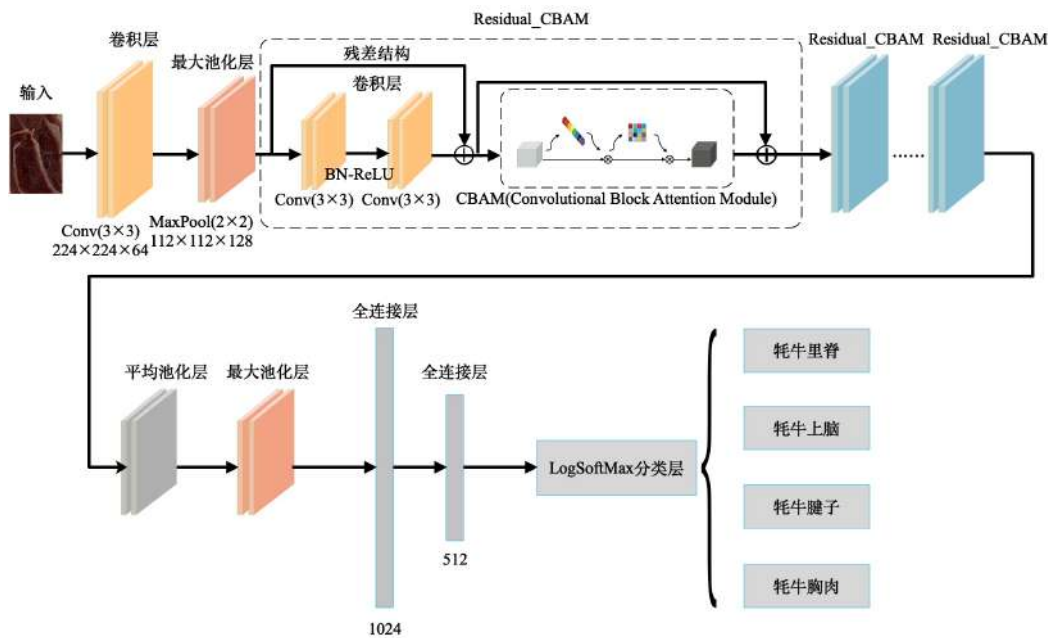 Residual_CBAM
卷积层
残差结构
Residual_CBAM
Residual_CBAM
最大池化层
卷积层
输入
BN-ReLU
Conv(3×3)
Conv(3×3)
CBAM(Convolutional Block Attention Module)
Conv(3×3)
224×224×64
MaxPool(2×2)
112×112×128
......
全连接层
平均池化层
最大池化层
全连接层
牦牛里脊
牦牛上脑
LogSoftMax分类层
牦牛腱子
512
牦牛胸肉
1024